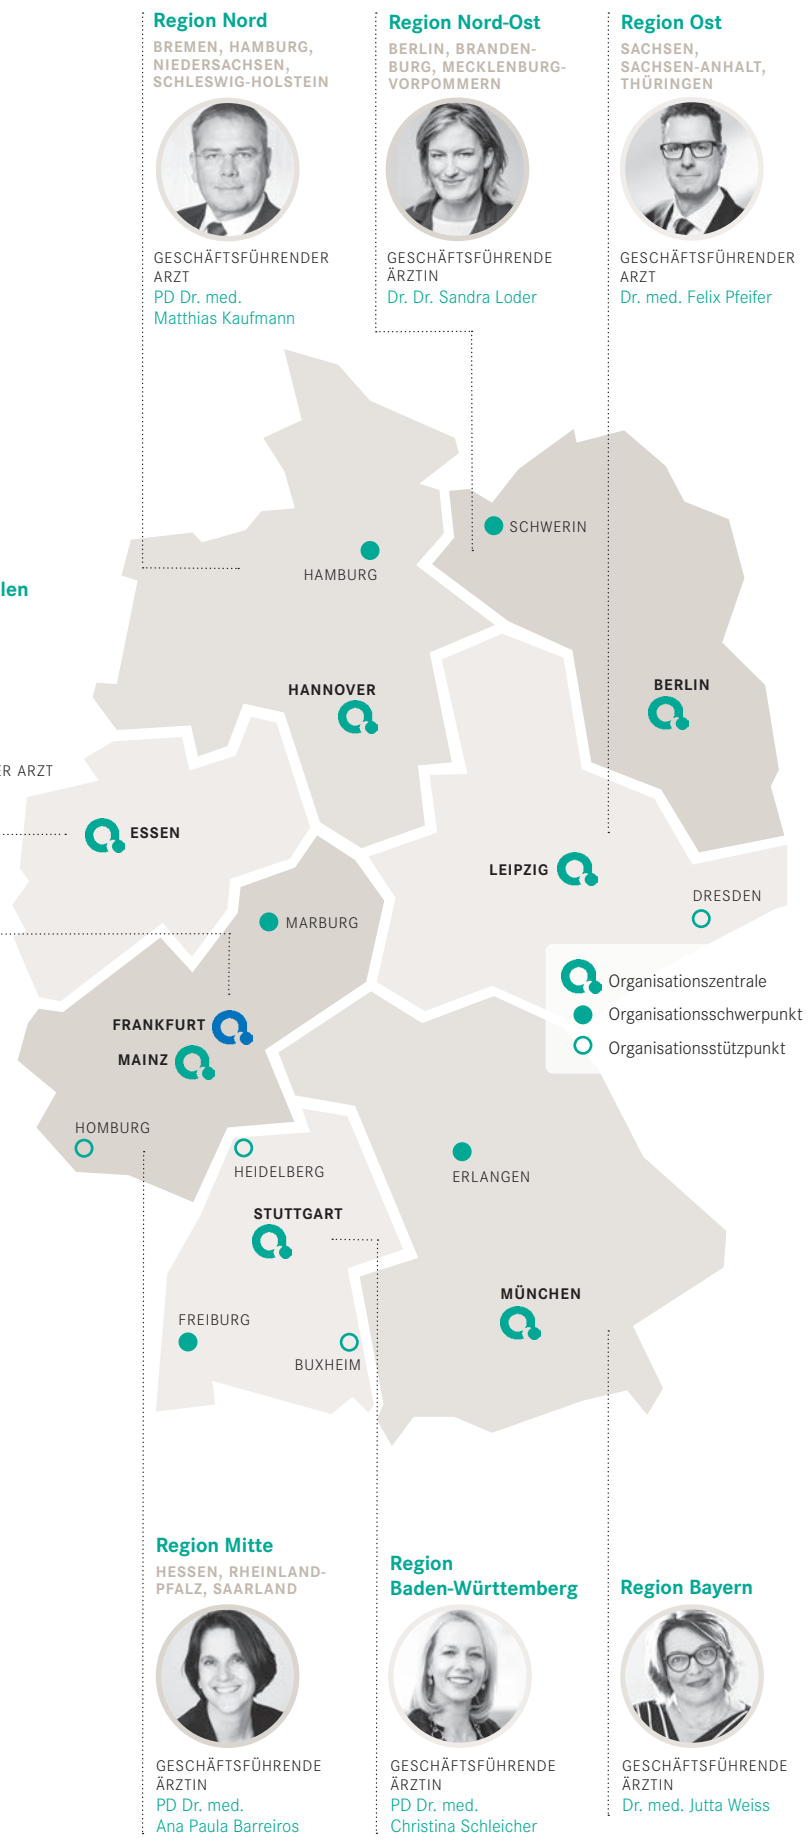 Region Nord
BREMEN, HAMBURG,
NIEDERSACHSEN,
SCHLESWIG-HOLSTEIN
GESCHÄFTSFÜHRENDER
ARZT
PD Dr. med.
Matthias Kaufmann
Region Nord-Ost
BERLIN, BRANDEN-
BURG, MECKLENBURG-
VORPOMMERN
GESCHÄFTSFÜHRENDE
ÄRZTIN
Dr. Dr. Sandra Loder
Region Ost
SACHSEN,
SACHSEN-ANHALT,
THÜRINGEN
GESCHÄFTSFÜHRENDER
ARZT
Dr. med. Felix Pfeifer
SCHWERIN
HAMBURG
len
BERLIN
HANNOVER
ER ARZT
ESSEN
LEIPZIG
DRESDEN
MARBURG
Organisationszentrale
Organisationsschwerpunkt
Organisationsstützpunkt
FRANKFURT
MAINZ
HOMBURG
HEIDELBERG
ERLANGEN
STUTTGART
MÜNCHEN
FREIBURG
BUXHEIM
Region Mitte
HESSEN, RHEINLAND-
PFALZ, SAARLAND
GESCHÄFTSFÜHRENDE
ÄRZTIN
PD Dr. med.
Ana Paula Barreiros
Region
Baden-Württemberg
GESCHÄFTSFÜHRENDE
ÄRZTIN
PD Dr. med.
Christina Schleicher
Region Bayern
GESCHÄFTSFÜHRENDE
ÄRZTIN
Dr. med. Jutta Weiss